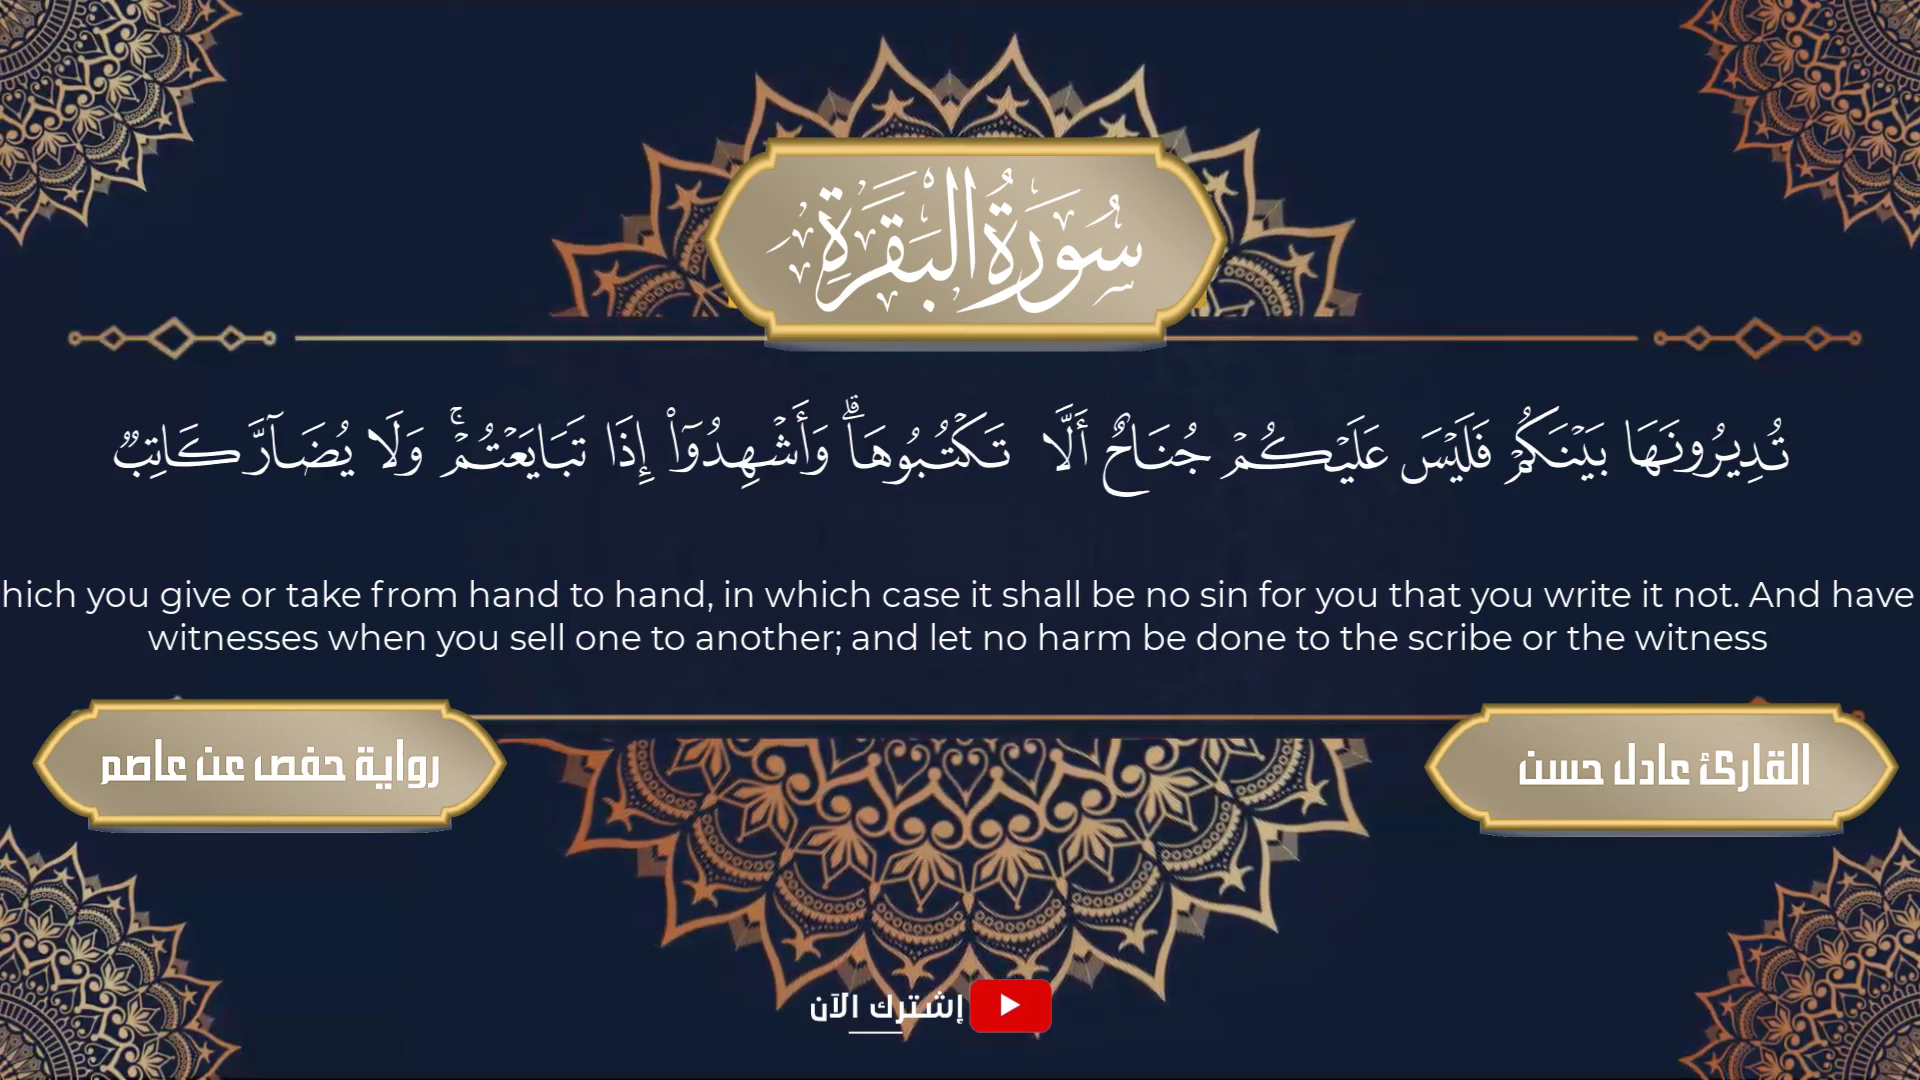 سُورَةُ البَقَرَةِ
تُدِيرُونَهَا بَيْنَكُمْ فَلَيْسَ عَلَيْكُمْ جُنَاحٌ أَلَّا تَكْتُبُوهَا ۗ وَأَشْهِدُوٓا۟ إِذَا تَبَايَعْتُمْ ۚ وَلَا يُضَآرَّ كَاتِبٌ
hich you give or take from hand to hand, in which case it shall be no sin for you that you write it not. And have
witnesses when you sell one to another; and let no harm be done to the scribe or the witness
القارئ عادل حسن
رواية حفص عن عاصم
إشترك الآن